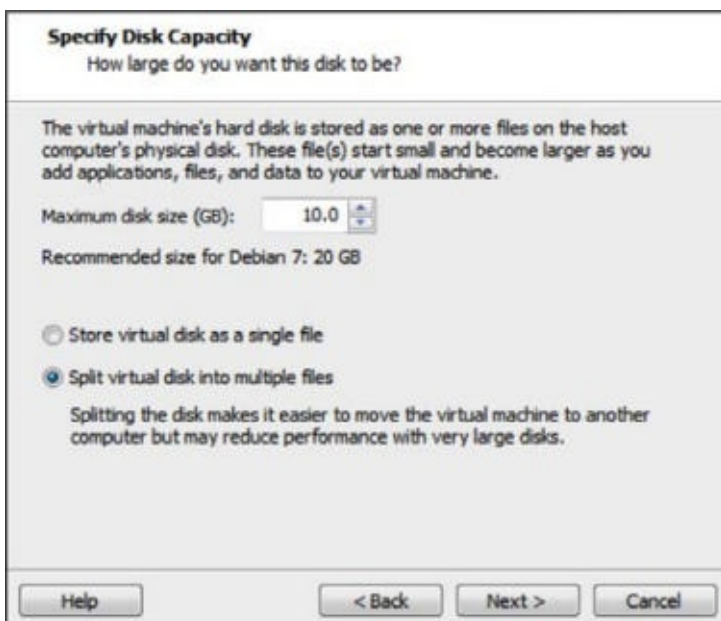 Specify Disk Capacity
How large do you want this disk to be?
The virtual machine's hard disk is stored as one or more files on the host
computer's physical disk. These file(s) start small and become larger as you
add applications, files, and data to your virtual machine.
Maximum disk size (GB): 10.0
Recommended size for Debian 7: 20 GB
Store virtual disk as a single file
Split virtual disk into multiple files
Splitting the disk makes it easier to move the virtual machine to another
computer but may reduce performance with very large disks.
Help < Back Next > Cancel